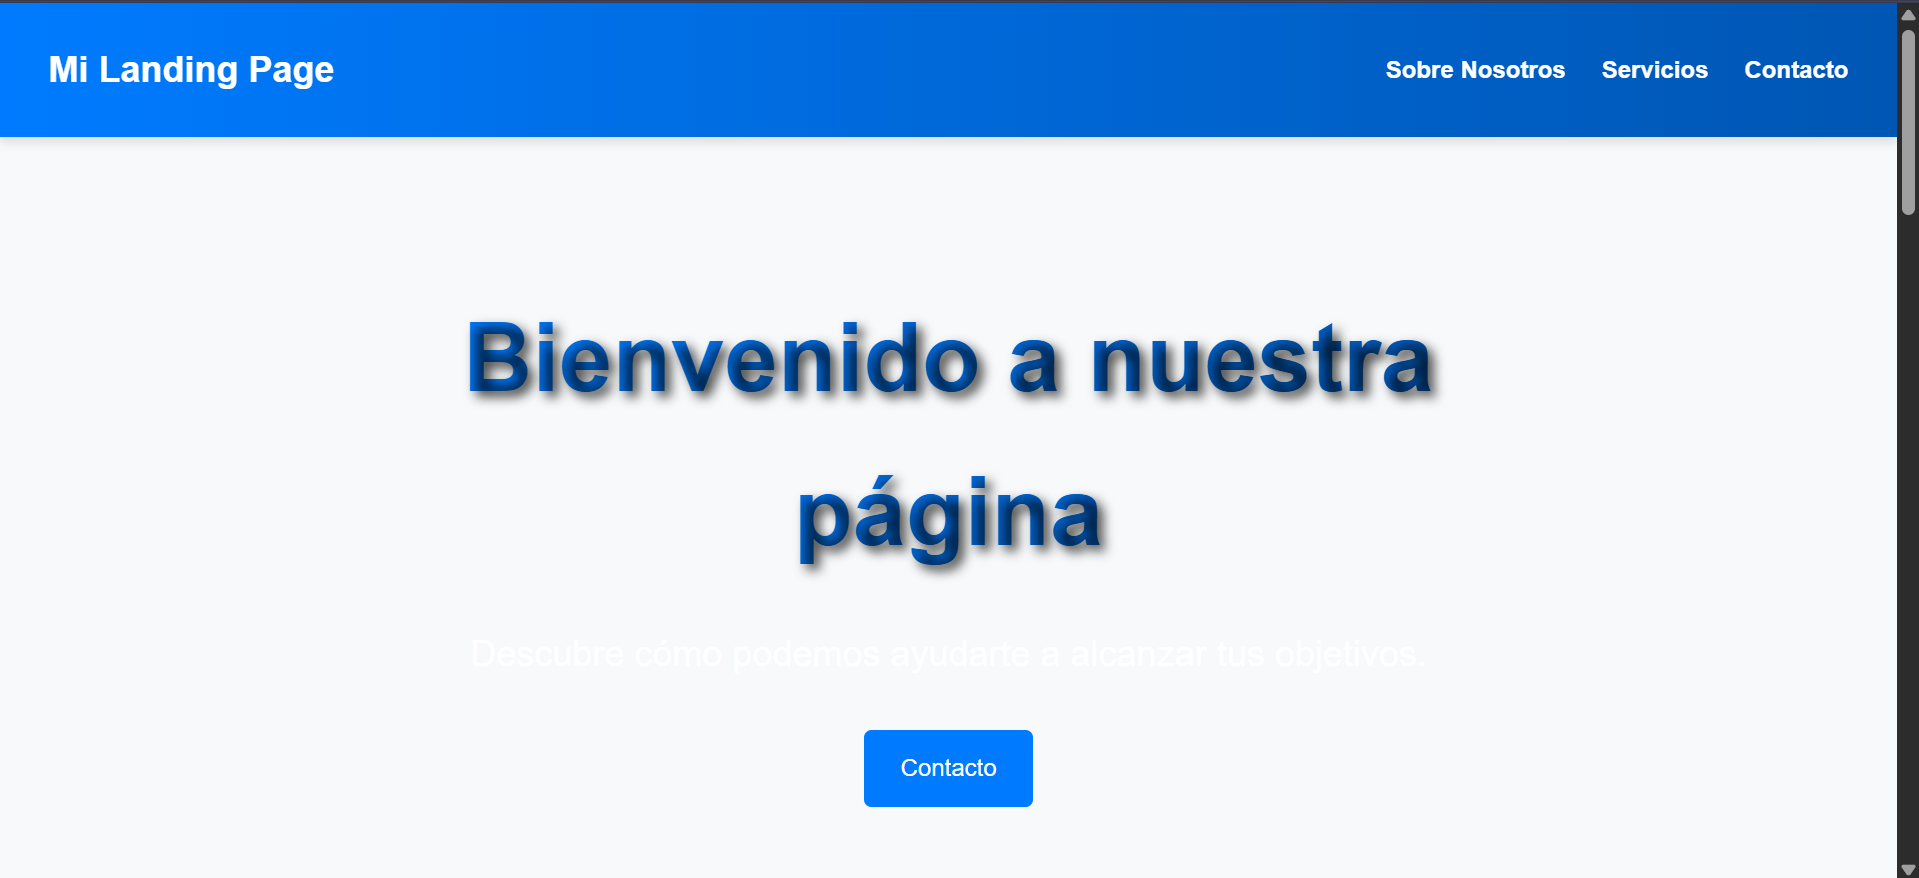 Mi Landing Page
Sobre Nosotros Servicios Contacto
Bienvenido a nuestra
página
Descubre cómo podemos ayudarte a alcanzar tus objetivos.
Contacto